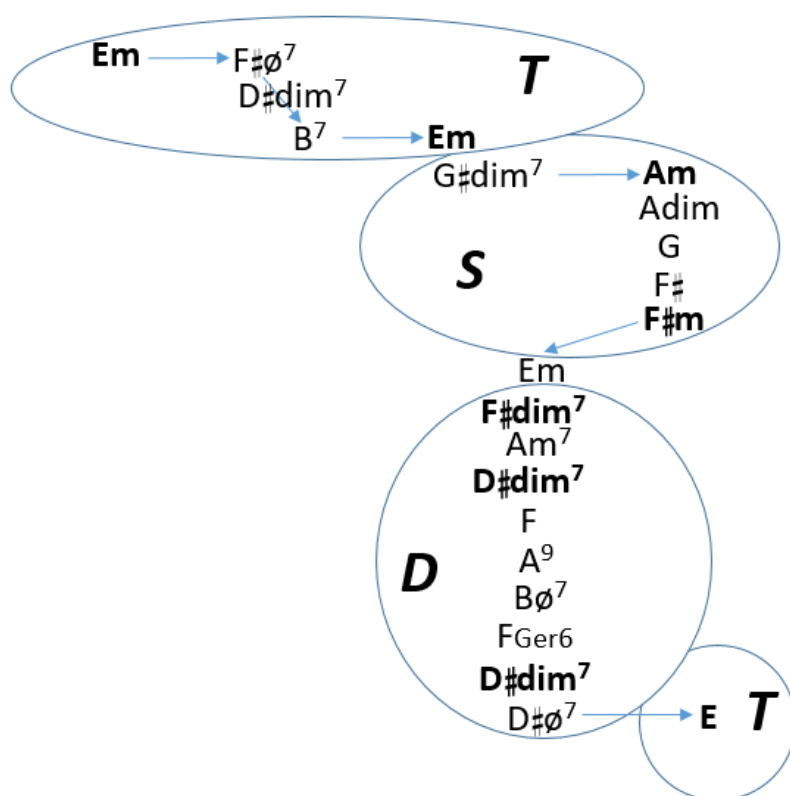 Em F♯ø7 T
D♯dim7
B7 Em
G♯dim7 Am
Adim
G
S F♯
F♯m
Em
F♯dim7
Am7
D♯dim7
F
D A9
Bø7
FGer6
D♯dim7
D♯ø7 E T